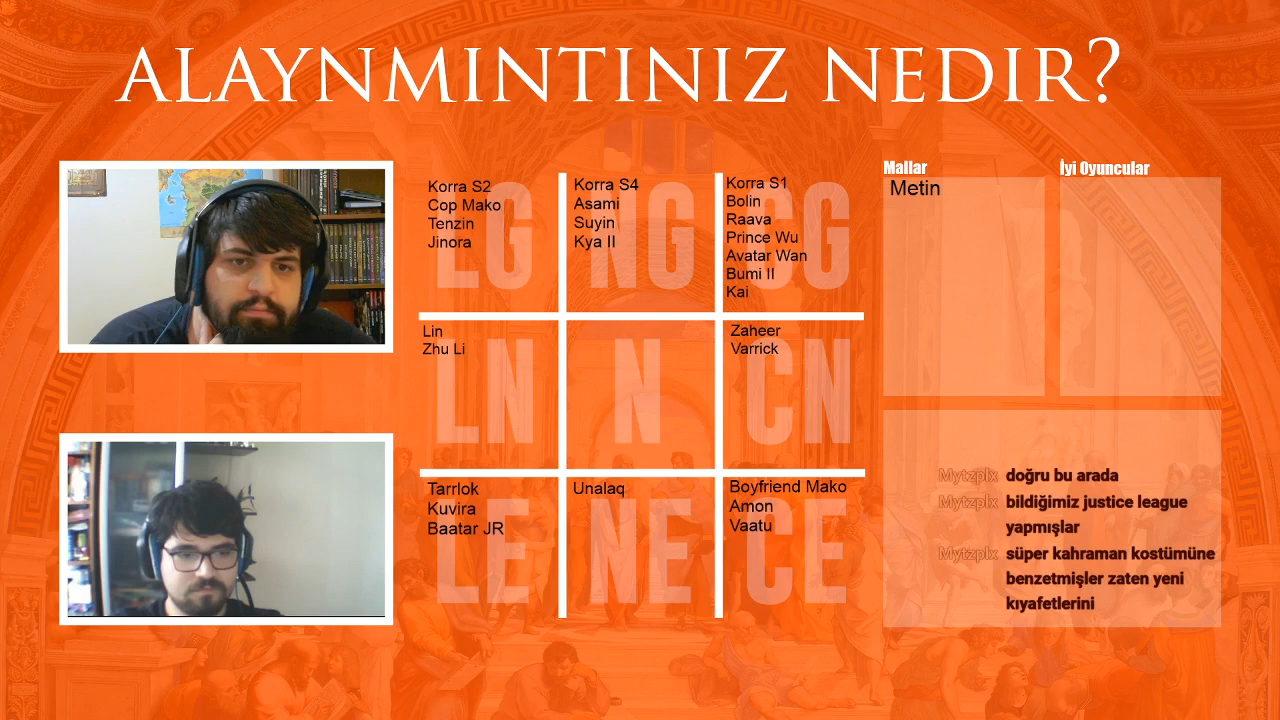 ALAYNMINTINIZ NEDIR?
Korra S2
Cop Mako
Tenzin
Jinora
LG
Korra S4
Asami
Suyin
Kya II
NG
Korra S1
Bolin
Raava
Prince Wu
Avatar Wan
Bumi II
Kai
CG
Lin
Zhu Li
LN
N
Zaheer
Varrick
CN
Tarrlok
Kuvira
Baatar JR
LE
Unalaq
NE
Boyfriend Mako
Amon
Vaatu
CE
Mallar
Metin
İyi Oyuncular
Mytzplx doğru bu arada
Mytzplx bildiğimiz justice league
yapmışlar
Mytzplx süper kahraman kostümüne
benzetmişler zaten yeni
kıyafetlerini